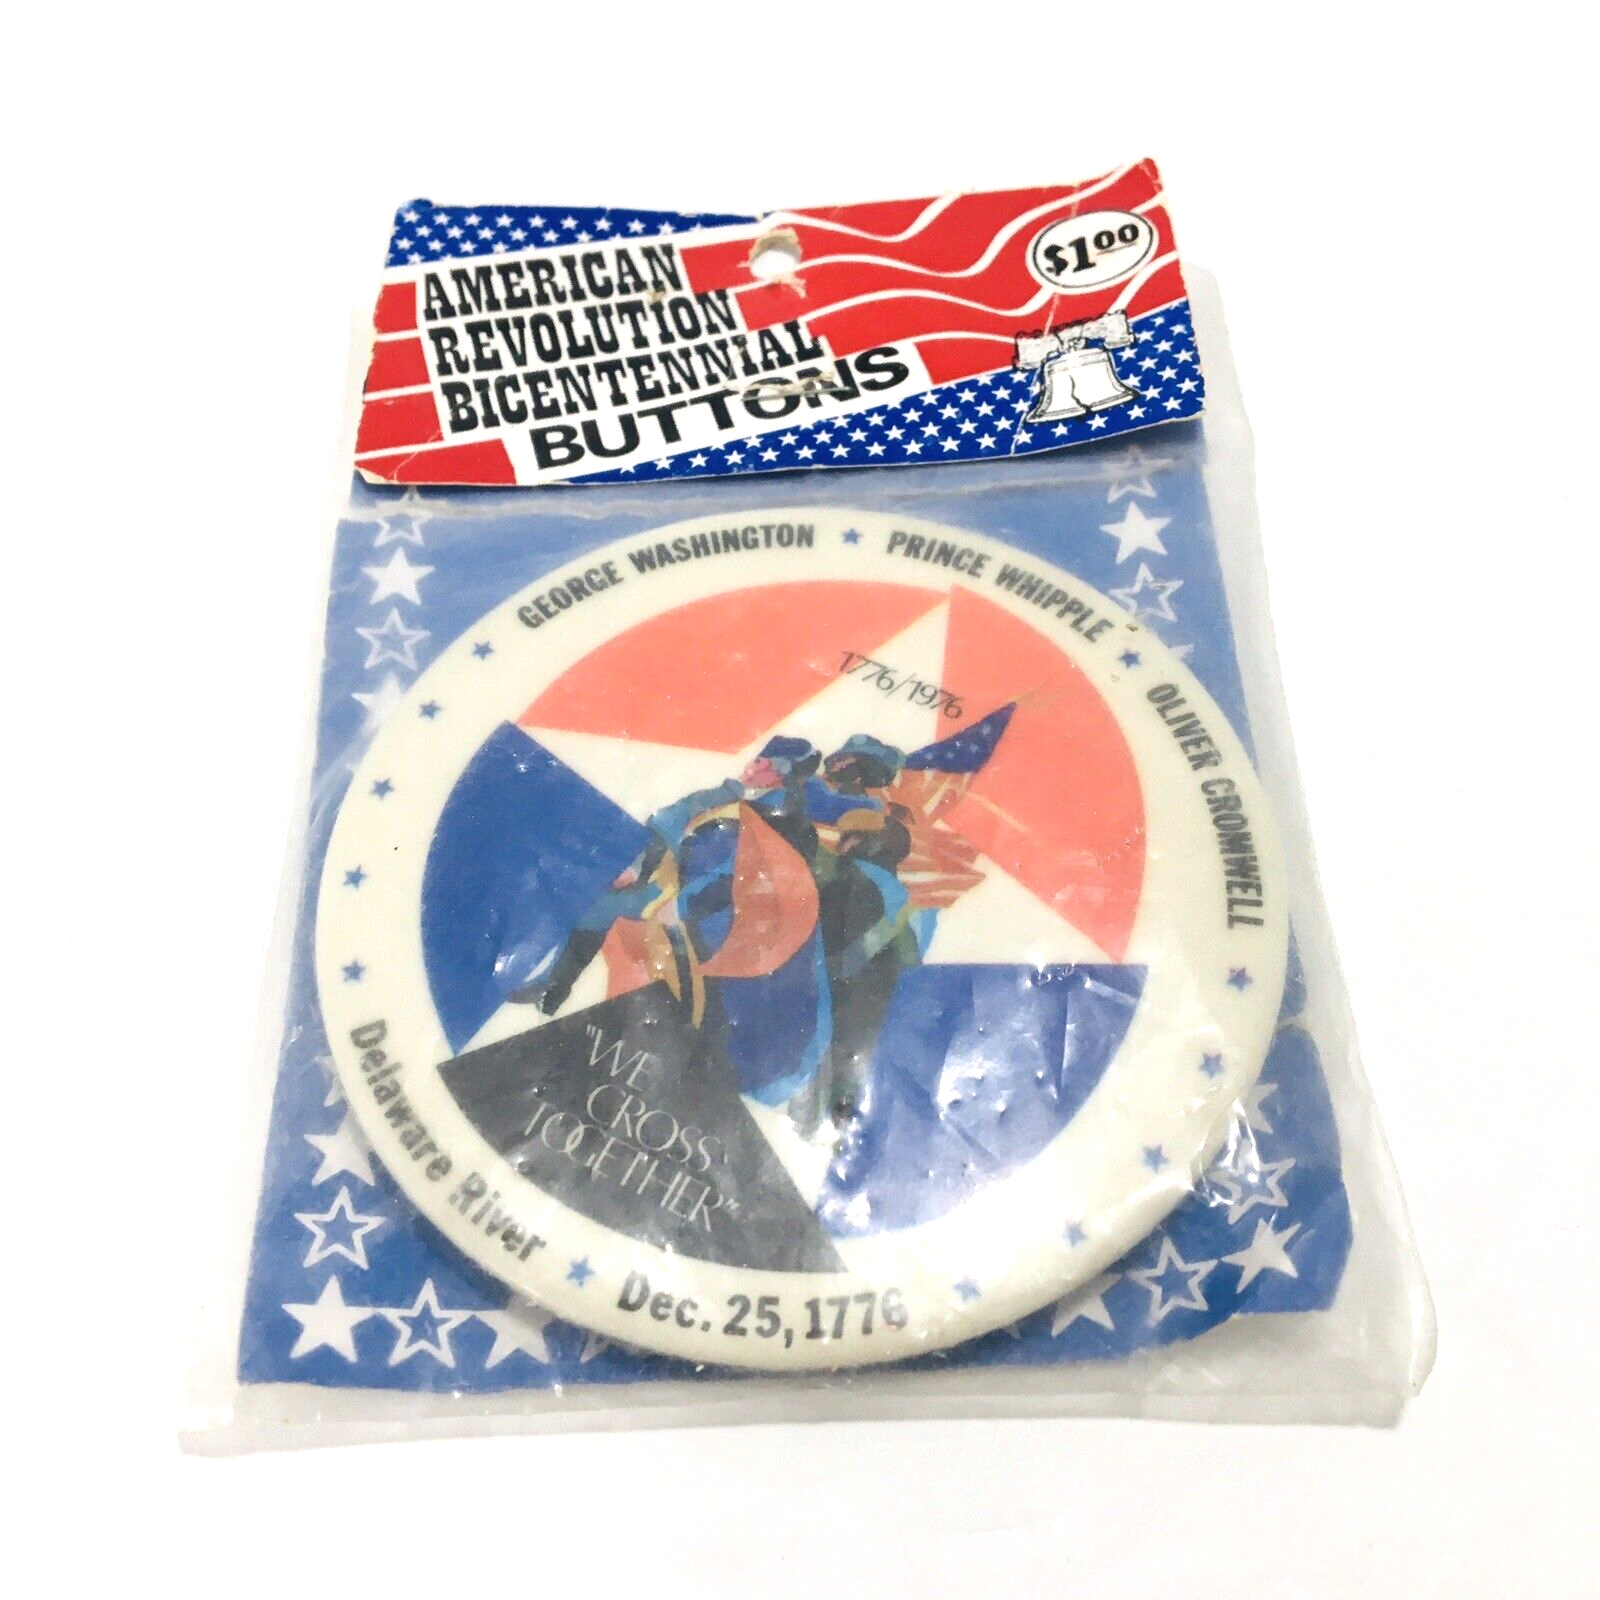 AMERICAN
REVOLUTION
BICENTENNIAL
BUTTONS
$1.00
GEORGE WASHINGTON ★ PRINCE WHIPPLE ★ OLIVER CROMWELL
1776/1976
"WE
CROSS
TOGETHER"
Delaware River ★ Dec. 25, 1776